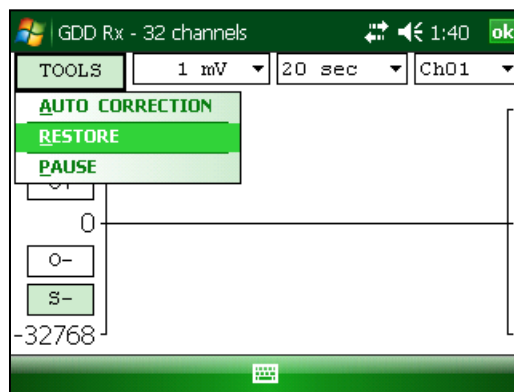 GDD Rx - 32 channels 1:40 ok
TOOLS 1 mV 20 sec Ch01
AUTO CORRECTION
RESTORE
PAUSE
0
O-
S-
-32768